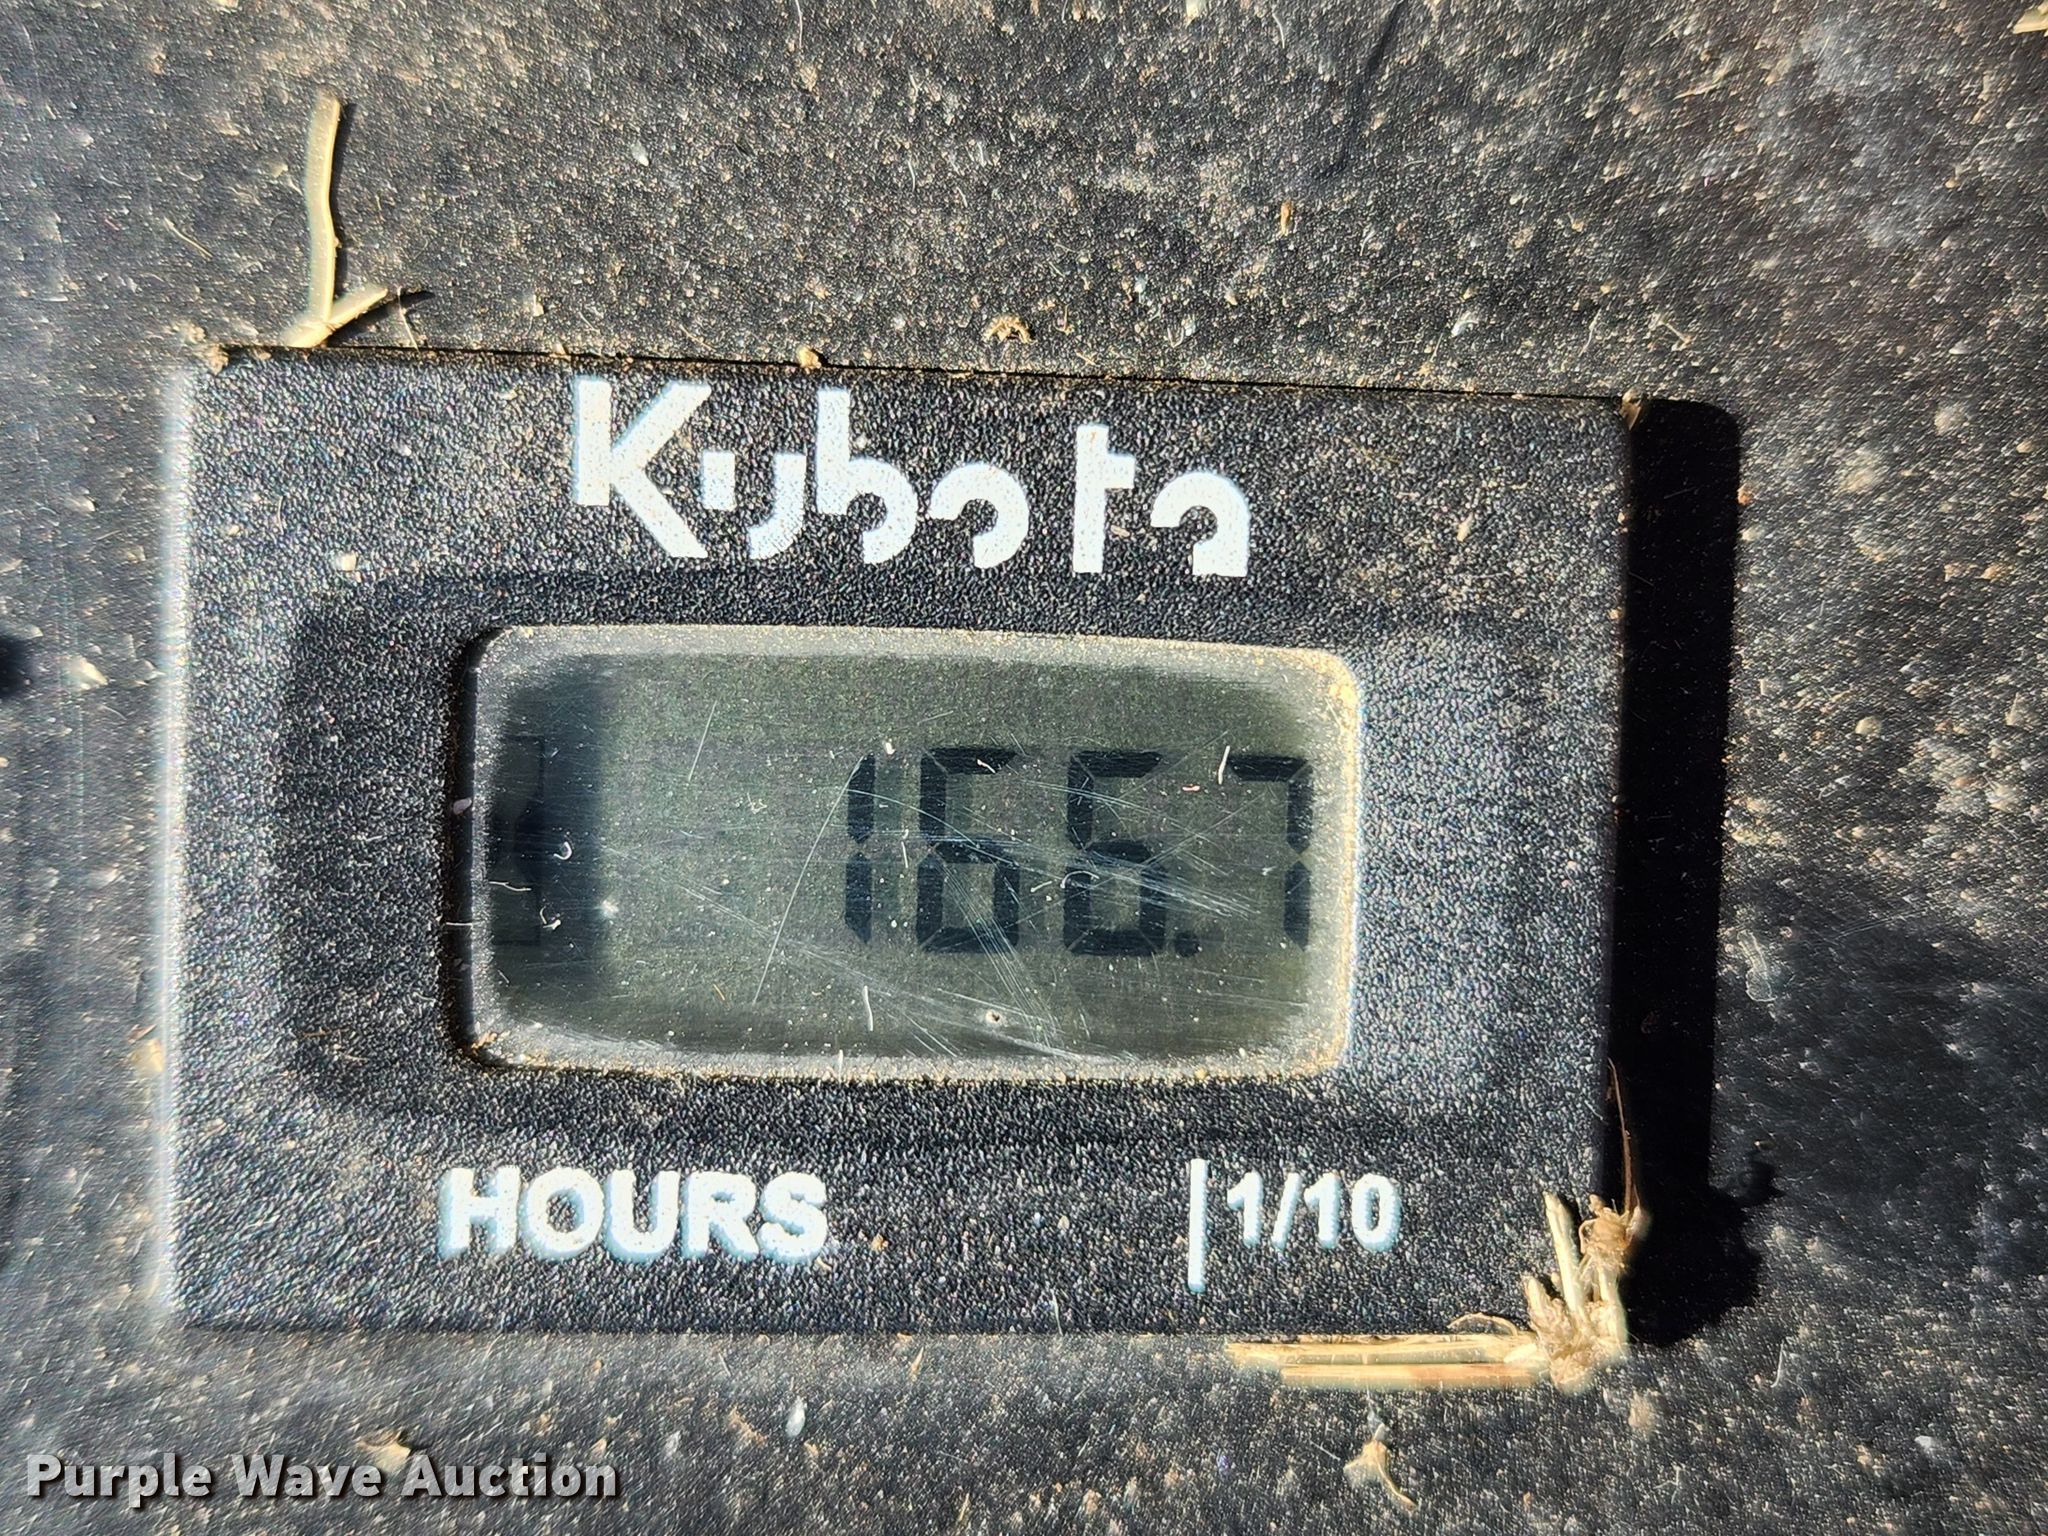 Kubota
166.7
HOURS |1/10
Purple Wave Auction